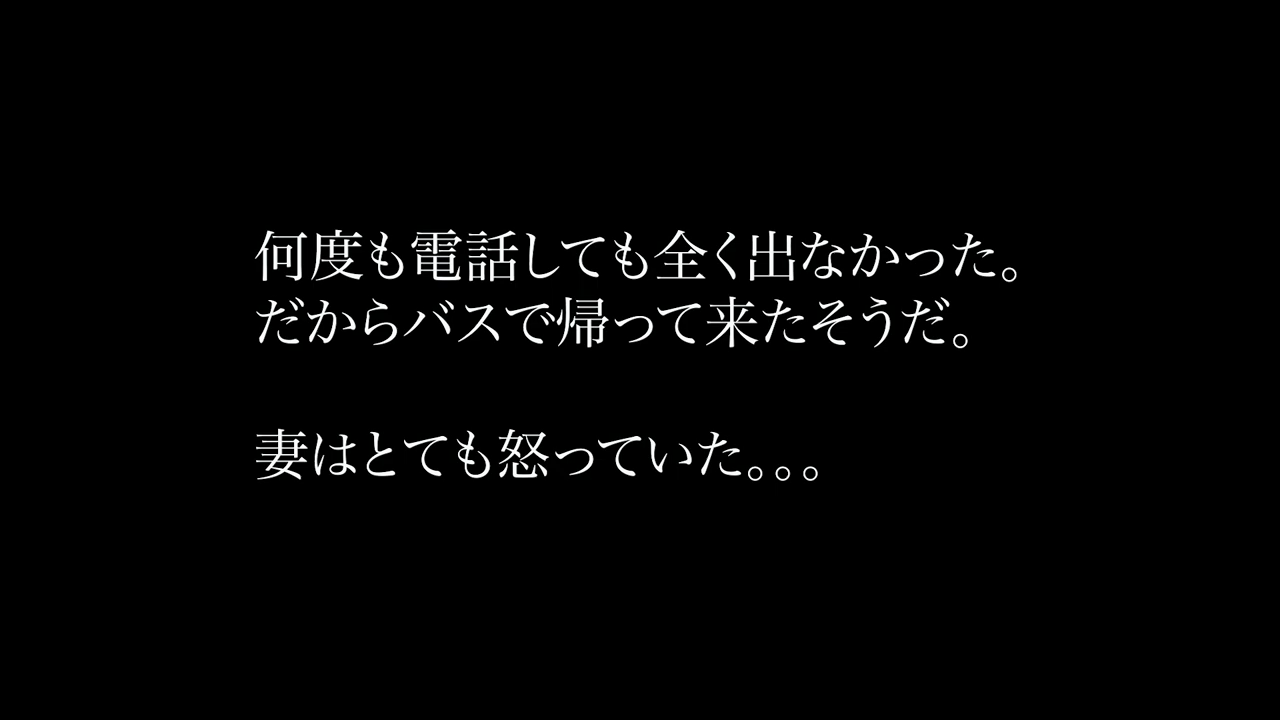 何度も電話しても全く出なかった。
だからバスで帰って来たそうだ。
妻はとても怒っていた。。。